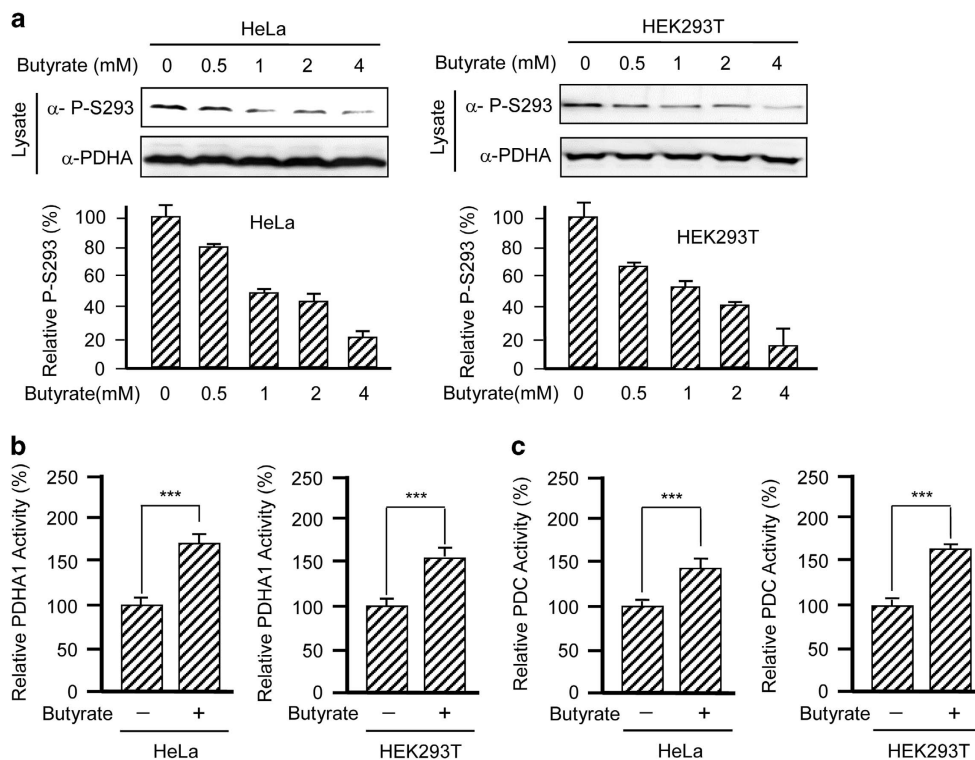 a
HeLa
Butyrate (mM) 0 0.5 1 2 4
Lysate
α- P-S293
α-PDHA
HEK293T
Butyrate (mM) 0 0.5 1 2 4
Lysate
α- P-S293
α-PDHA
Relative P-S293 (%)
100
80
60
40
20
0
HeLa
Butyrate(mM) 0 0.5 1 2 4
Relative P-S293 (%)
100
80
60
40
20
0
HEK293T
Butyrate(mM) 0 0.5 1 2 4
b
Relative PDHA1 Activity (%)
250
200
150
100
50
0
***
Butyrate – +
HeLa
Relative PDHA1 Activity (%)
250
200
150
100
50
0
***
Butyrate – +
HEK293T
c
Relative PDC Activity (%)
250
200
150
100
50
0
***
Butyrate – +
HeLa
Relative PDC Activity (%)
250
200
150
100
50
0
***
Butyrate – +
HEK293T